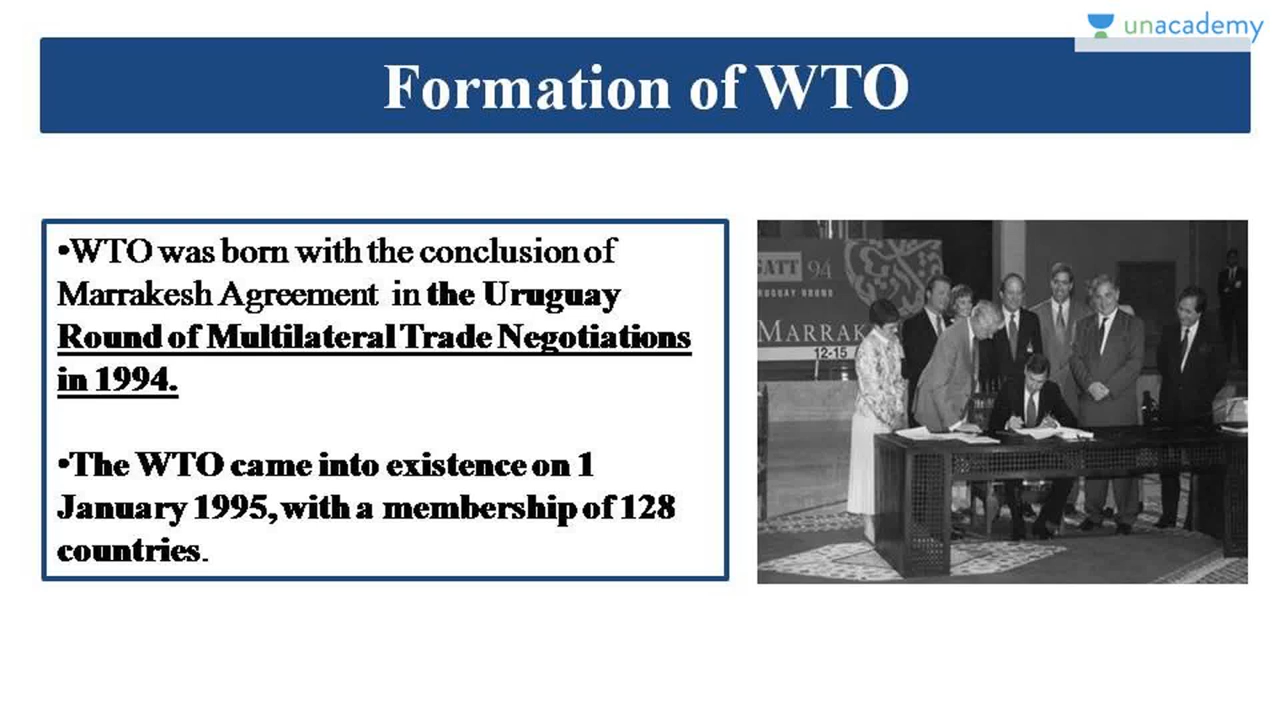 unacademy
Formation of WTO
•WTO was born with the conclusion of
Marrakesh Agreement in the Uruguay
Round of Multilateral Trade Negotiations
in 1994.
•The WTO came into existence on 1
January 1995, with a membership of 128
countries.
GATT 94
URUGUAY ROUND
MARRAK
12-15